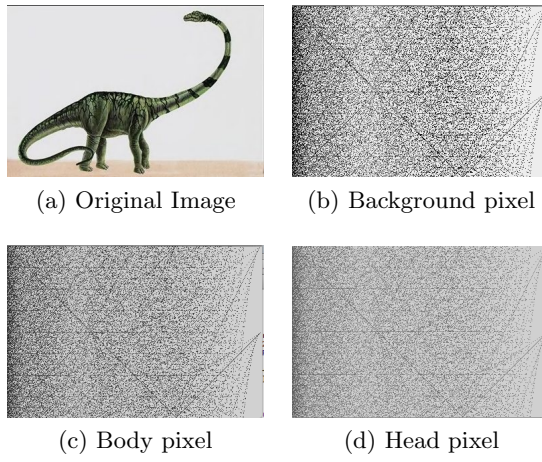 (a) Original Image
(b) Background pixel
(c) Body pixel
(d) Head pixel